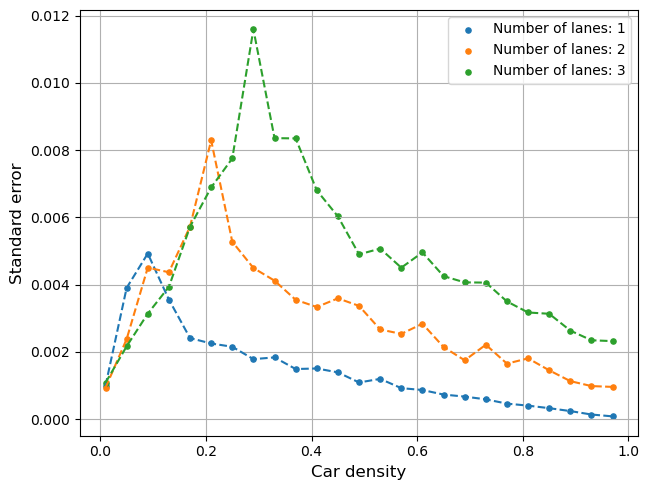 0.012
0.010
0.008
0.006
0.004
0.002
0.000
Standard error
0.0
0.2
0.4
0.6
0.8
1.0
Car density
Number of lanes: 1
Number of lanes: 2
Number of lanes: 3